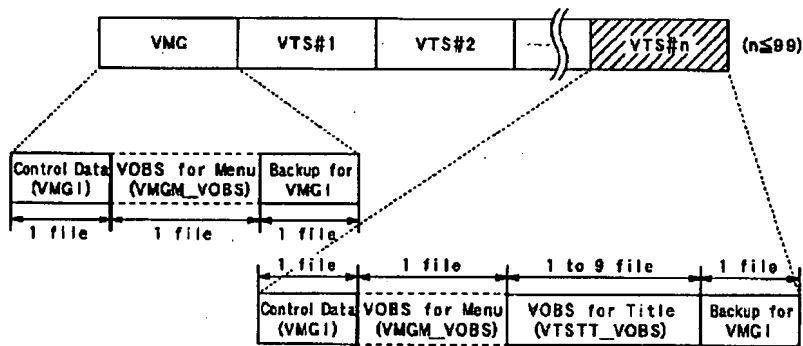 VMG VTS#1 VTS#2 VTS#n (n≦99)
Control Data VOBS for Menu Backup for
(VMGI) (VMGM_VOBS) VMGI
1 file 1 file 1 file
1 file 1 file 1 to 9 file 1 file
Control Data VOBS for Menu VOBS for Title Backup for
(VMGI) (VMGM_VOBS) (VTSTT_VOBS) VMGI